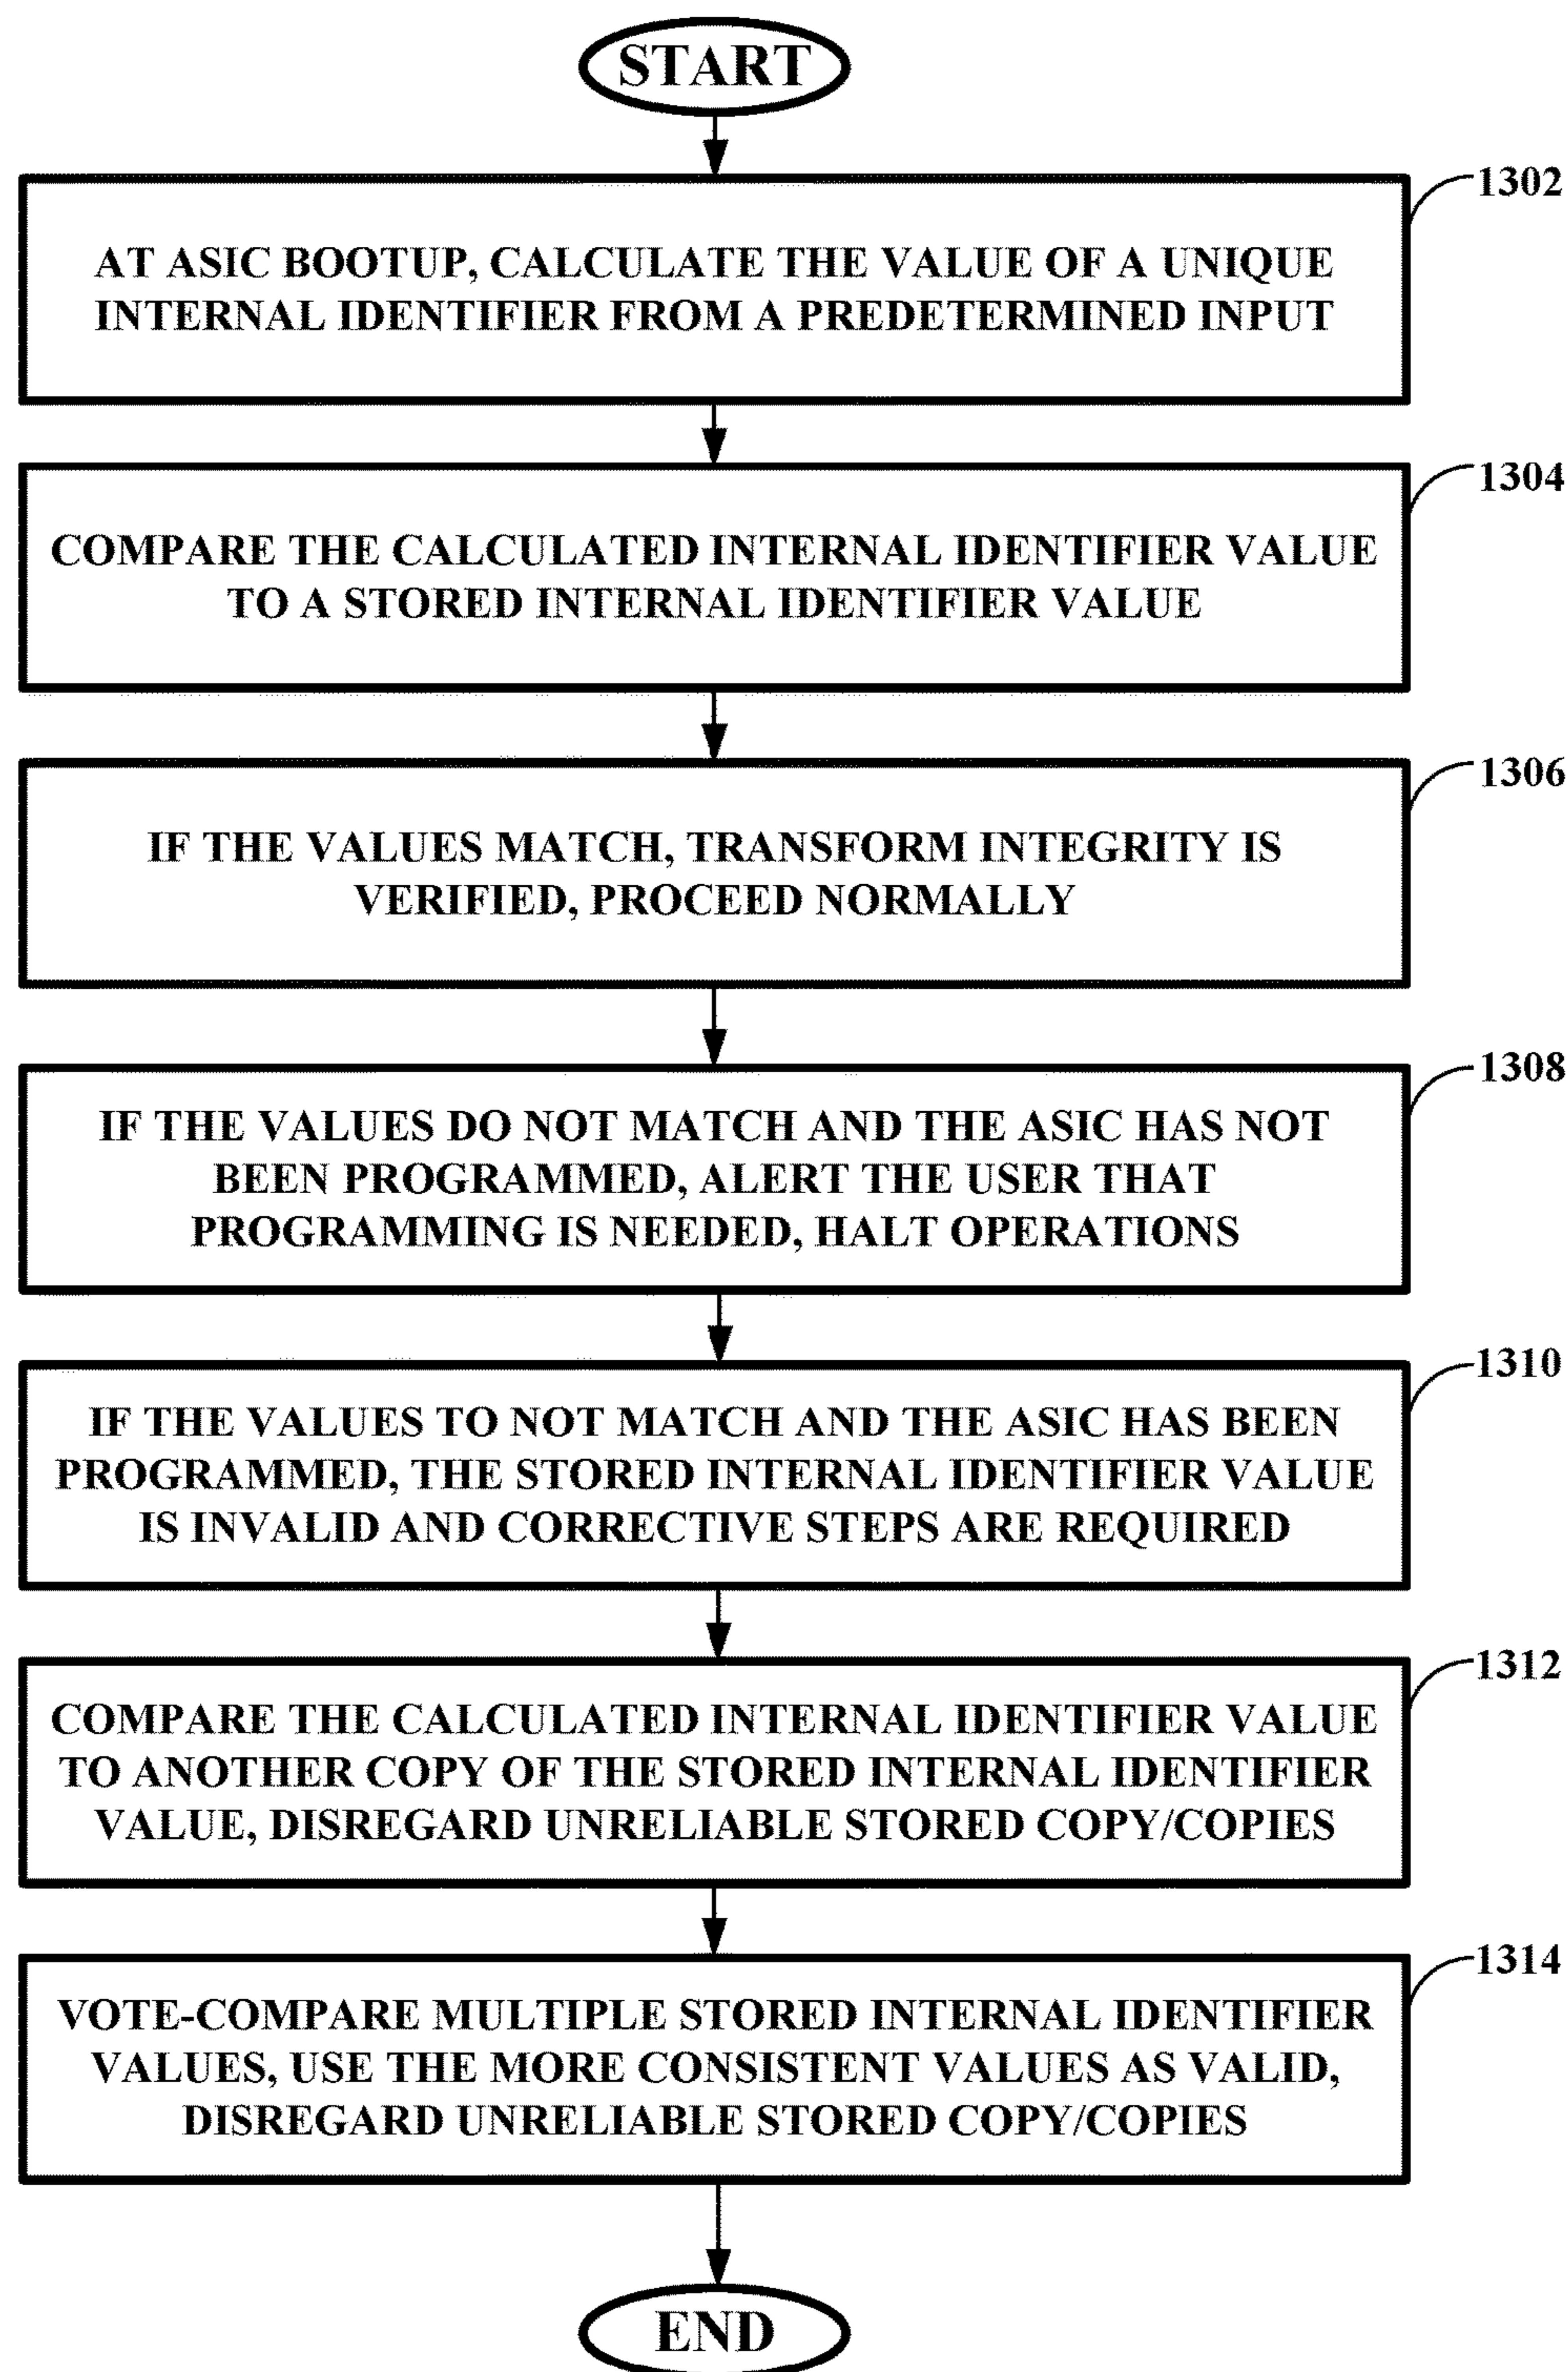 START
1302
AT ASIC BOOTUP, CALCULATE THE VALUE OF A UNIQUE
INTERNAL IDENTIFIER FROM A PREDETERMINED INPUT
1304
COMPARE THE CALCULATED INTERNAL IDENTIFIER VALUE
TO A STORED INTERNAL IDENTIFIER VALUE
1306
IF THE VALUES MATCH, TRANSFORM INTEGRITY IS
VERIFIED, PROCEED NORMALLY
1308
IF THE VALUES DO NOT MATCH AND THE ASIC HAS NOT
BEEN PROGRAMMED, ALERT THE USER THAT
PROGRAMMING IS NEEDED, HALT OPERATIONS
1310
IF THE VALUES TO NOT MATCH AND THE ASIC HAS BEEN
PROGRAMMED, THE STORED INTERNAL IDENTIFIER VALUE
IS INVALID AND CORRECTIVE STEPS ARE REQUIRED
1312
COMPARE THE CALCULATED INTERNAL IDENTIFIER VALUE
TO ANOTHER COPY OF THE STORED INTERNAL IDENTIFIER
VALUE, DISREGARD UNRELIABLE STORED COPY/COPIES
1314
VOTE-COMPARE MULTIPLE STORED INTERNAL IDENTIFIER
VALUES, USE THE MORE CONSISTENT VALUES AS VALID,
DISREGARD UNRELIABLE STORED COPY/COPIES
END